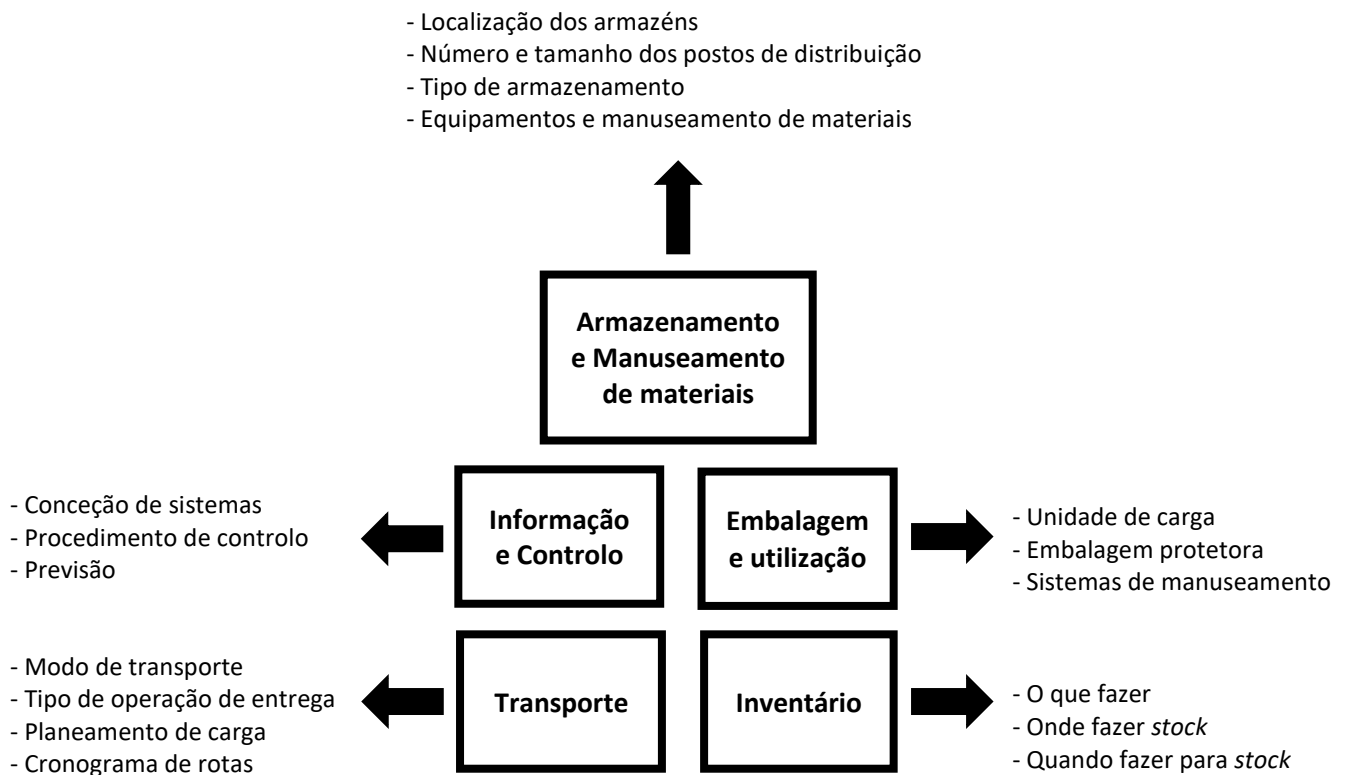 - Localização dos armazéns
- Número e tamanho dos postos de distribuição
- Tipo de armazenamento
- Equipamentos e manuseamento de materiais
Armazenamento
e Manuseamento
de materiais
- Conceção de sistemas
- Procedimento de controlo
- Previsão
Informação
e Controlo
Embalagem
e utilização
- Unidade de carga
- Embalagem protetora
- Sistemas de manuseamento
- Modo de transporte
- Tipo de operação de entrega
- Planeamento de carga
- Cronograma de rotas
Transporte
Inventário
- O que fazer
- Onde fazer stock
- Quando fazer para stock